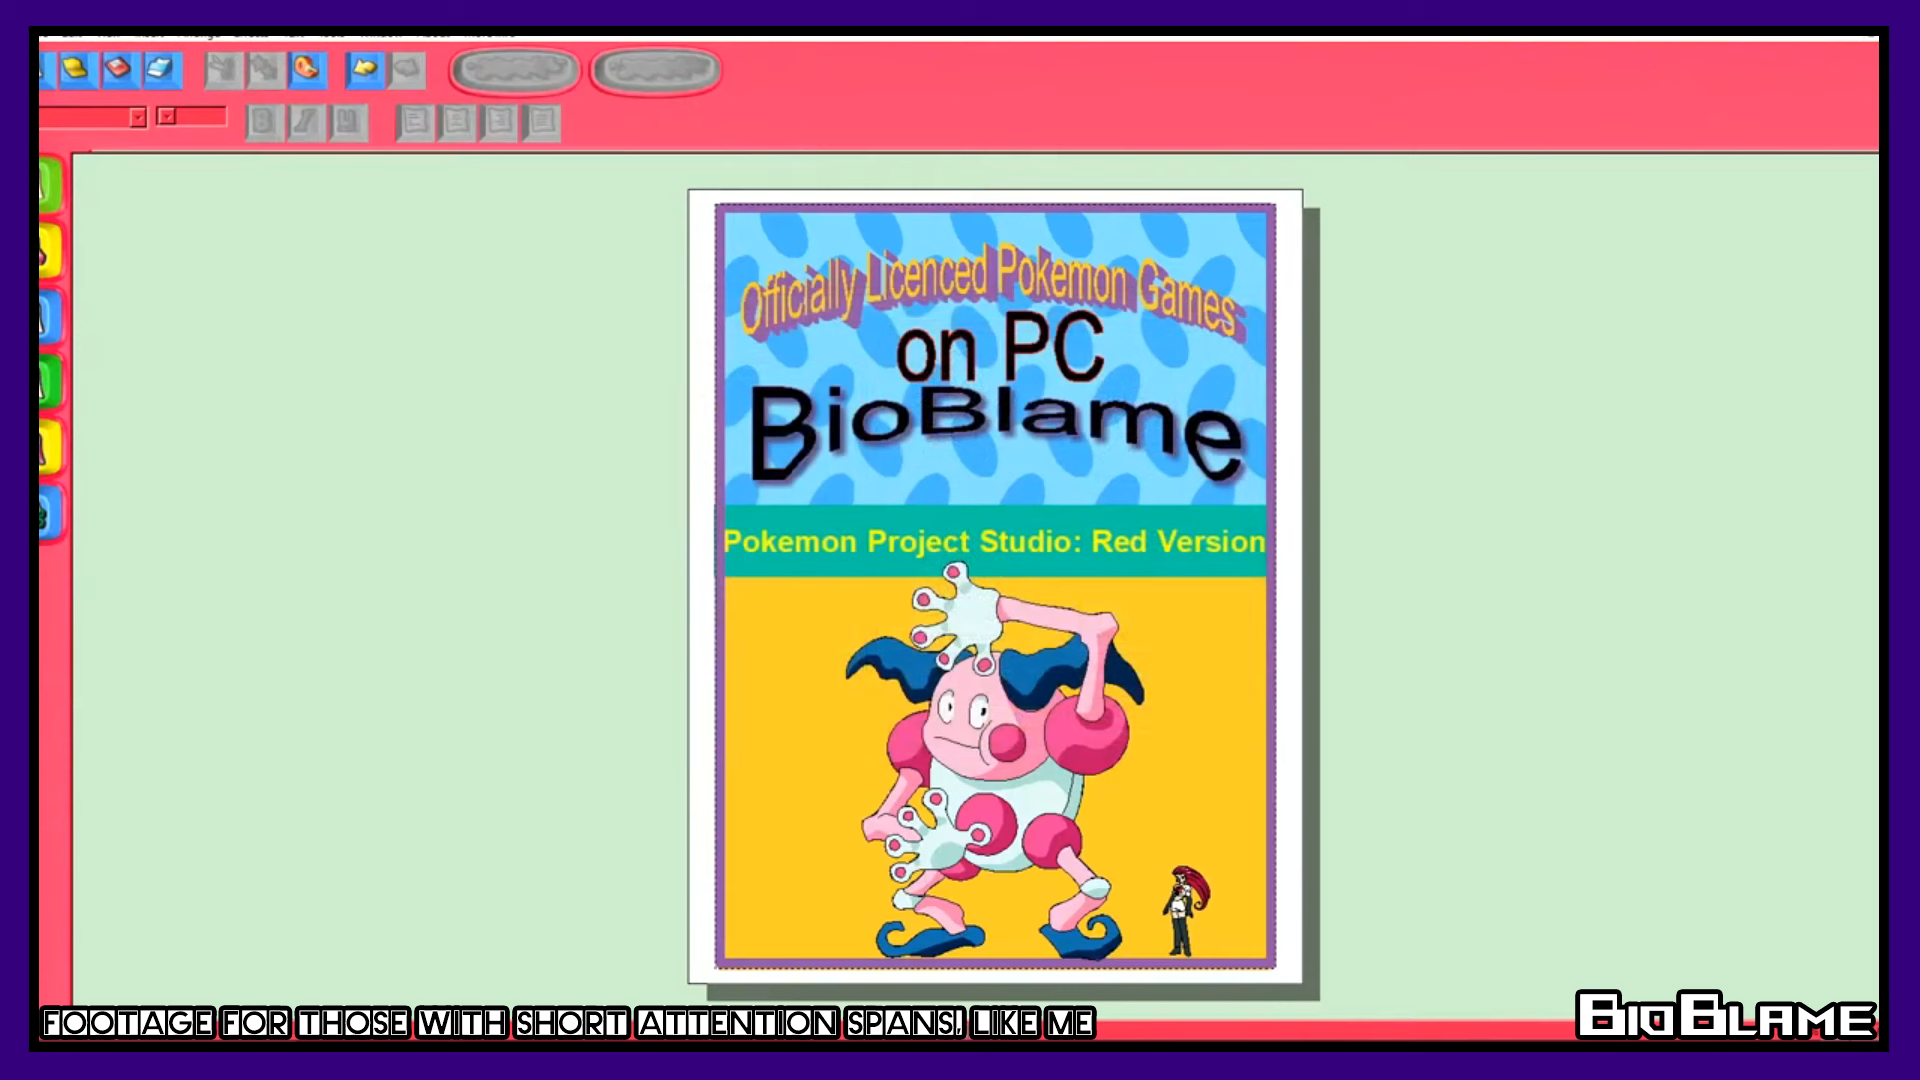 Officially Licenced Pokemon Games
on PC
BioBlame
Pokemon Project Studio: Red Version
FOOTAGE FOR THOSE WITH SHORT ATTENTION SPANS, LIKE ME
BIOBLAME